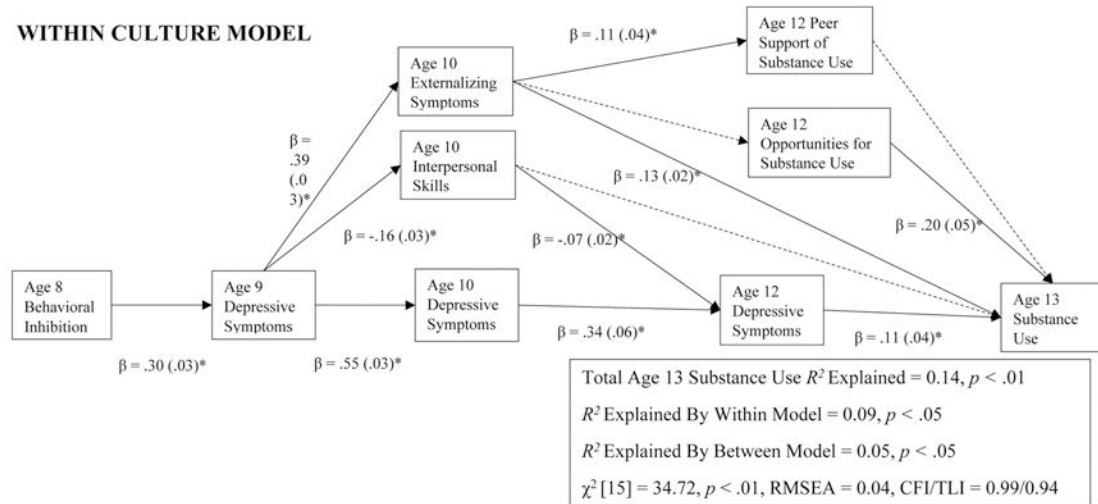 WITHIN CULTURE MODEL
β = .11 (.04)*
Age 12 Peer
Support of
Substance Use
Age 10
Externalizing
Symptoms
Age 12
Opportunities for
Substance Use
β =
.39
(.0
3)*
Age 10
Interpersonal
Skills
β = .13 (.02)*
β = .20 (.05)*
β = -.16 (.03)*
β = -.07 (.02)*
Age 8
Behavioral
Inhibition
Age 9
Depressive
Symptoms
Age 10
Depressive
Symptoms
Age 12
Depressive
Symptoms
Age 13
Substance
Use
β = .30 (.03)*
β = .55 (.03)*
β = .34 (.06)*
β = .11 (.04)*
Total Age 13 Substance Use R² Explained = 0.14, p < .01
R² Explained By Within Model = 0.09, p < .05
R² Explained By Between Model = 0.05, p < .05
χ² [15] = 34.72, p < .01, RMSEA = 0.04, CFI/TLI = 0.99/0.94